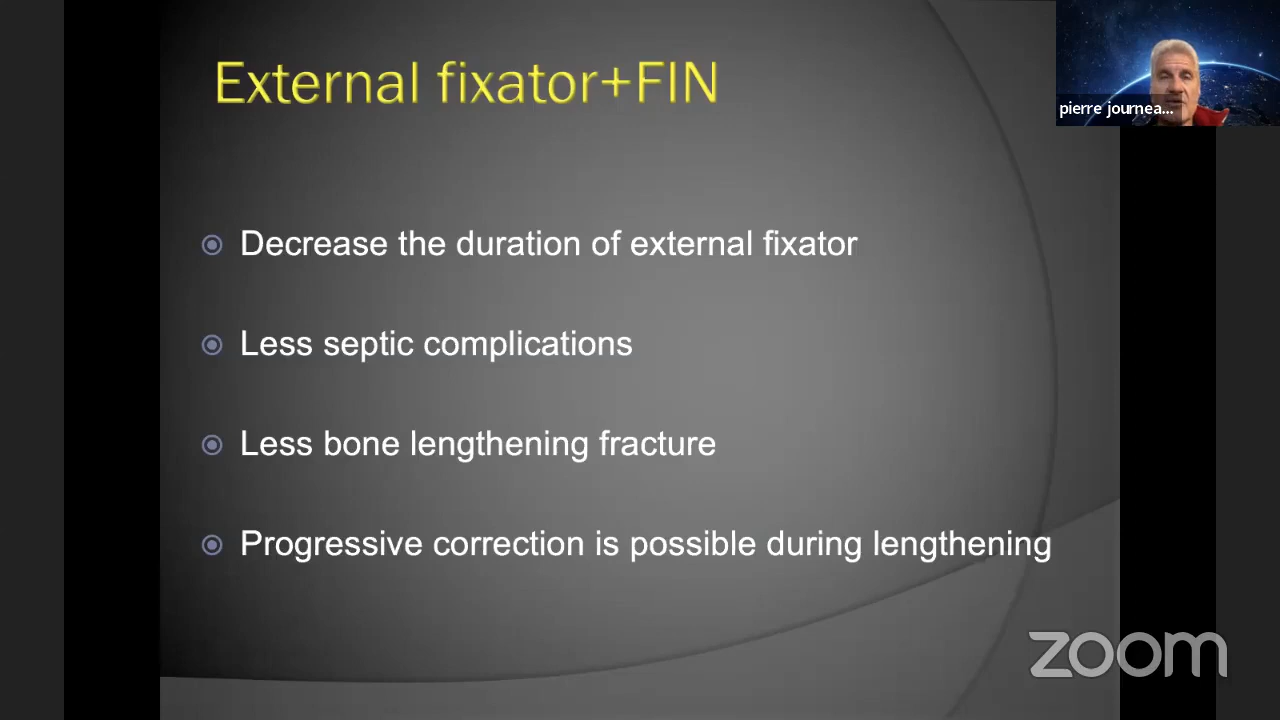 External fixator+FIN
pierre journea...
Decrease the duration of external fixator
Less septic complications
Less bone lengthening fracture
Progressive correction is possible during lengthening
zoom